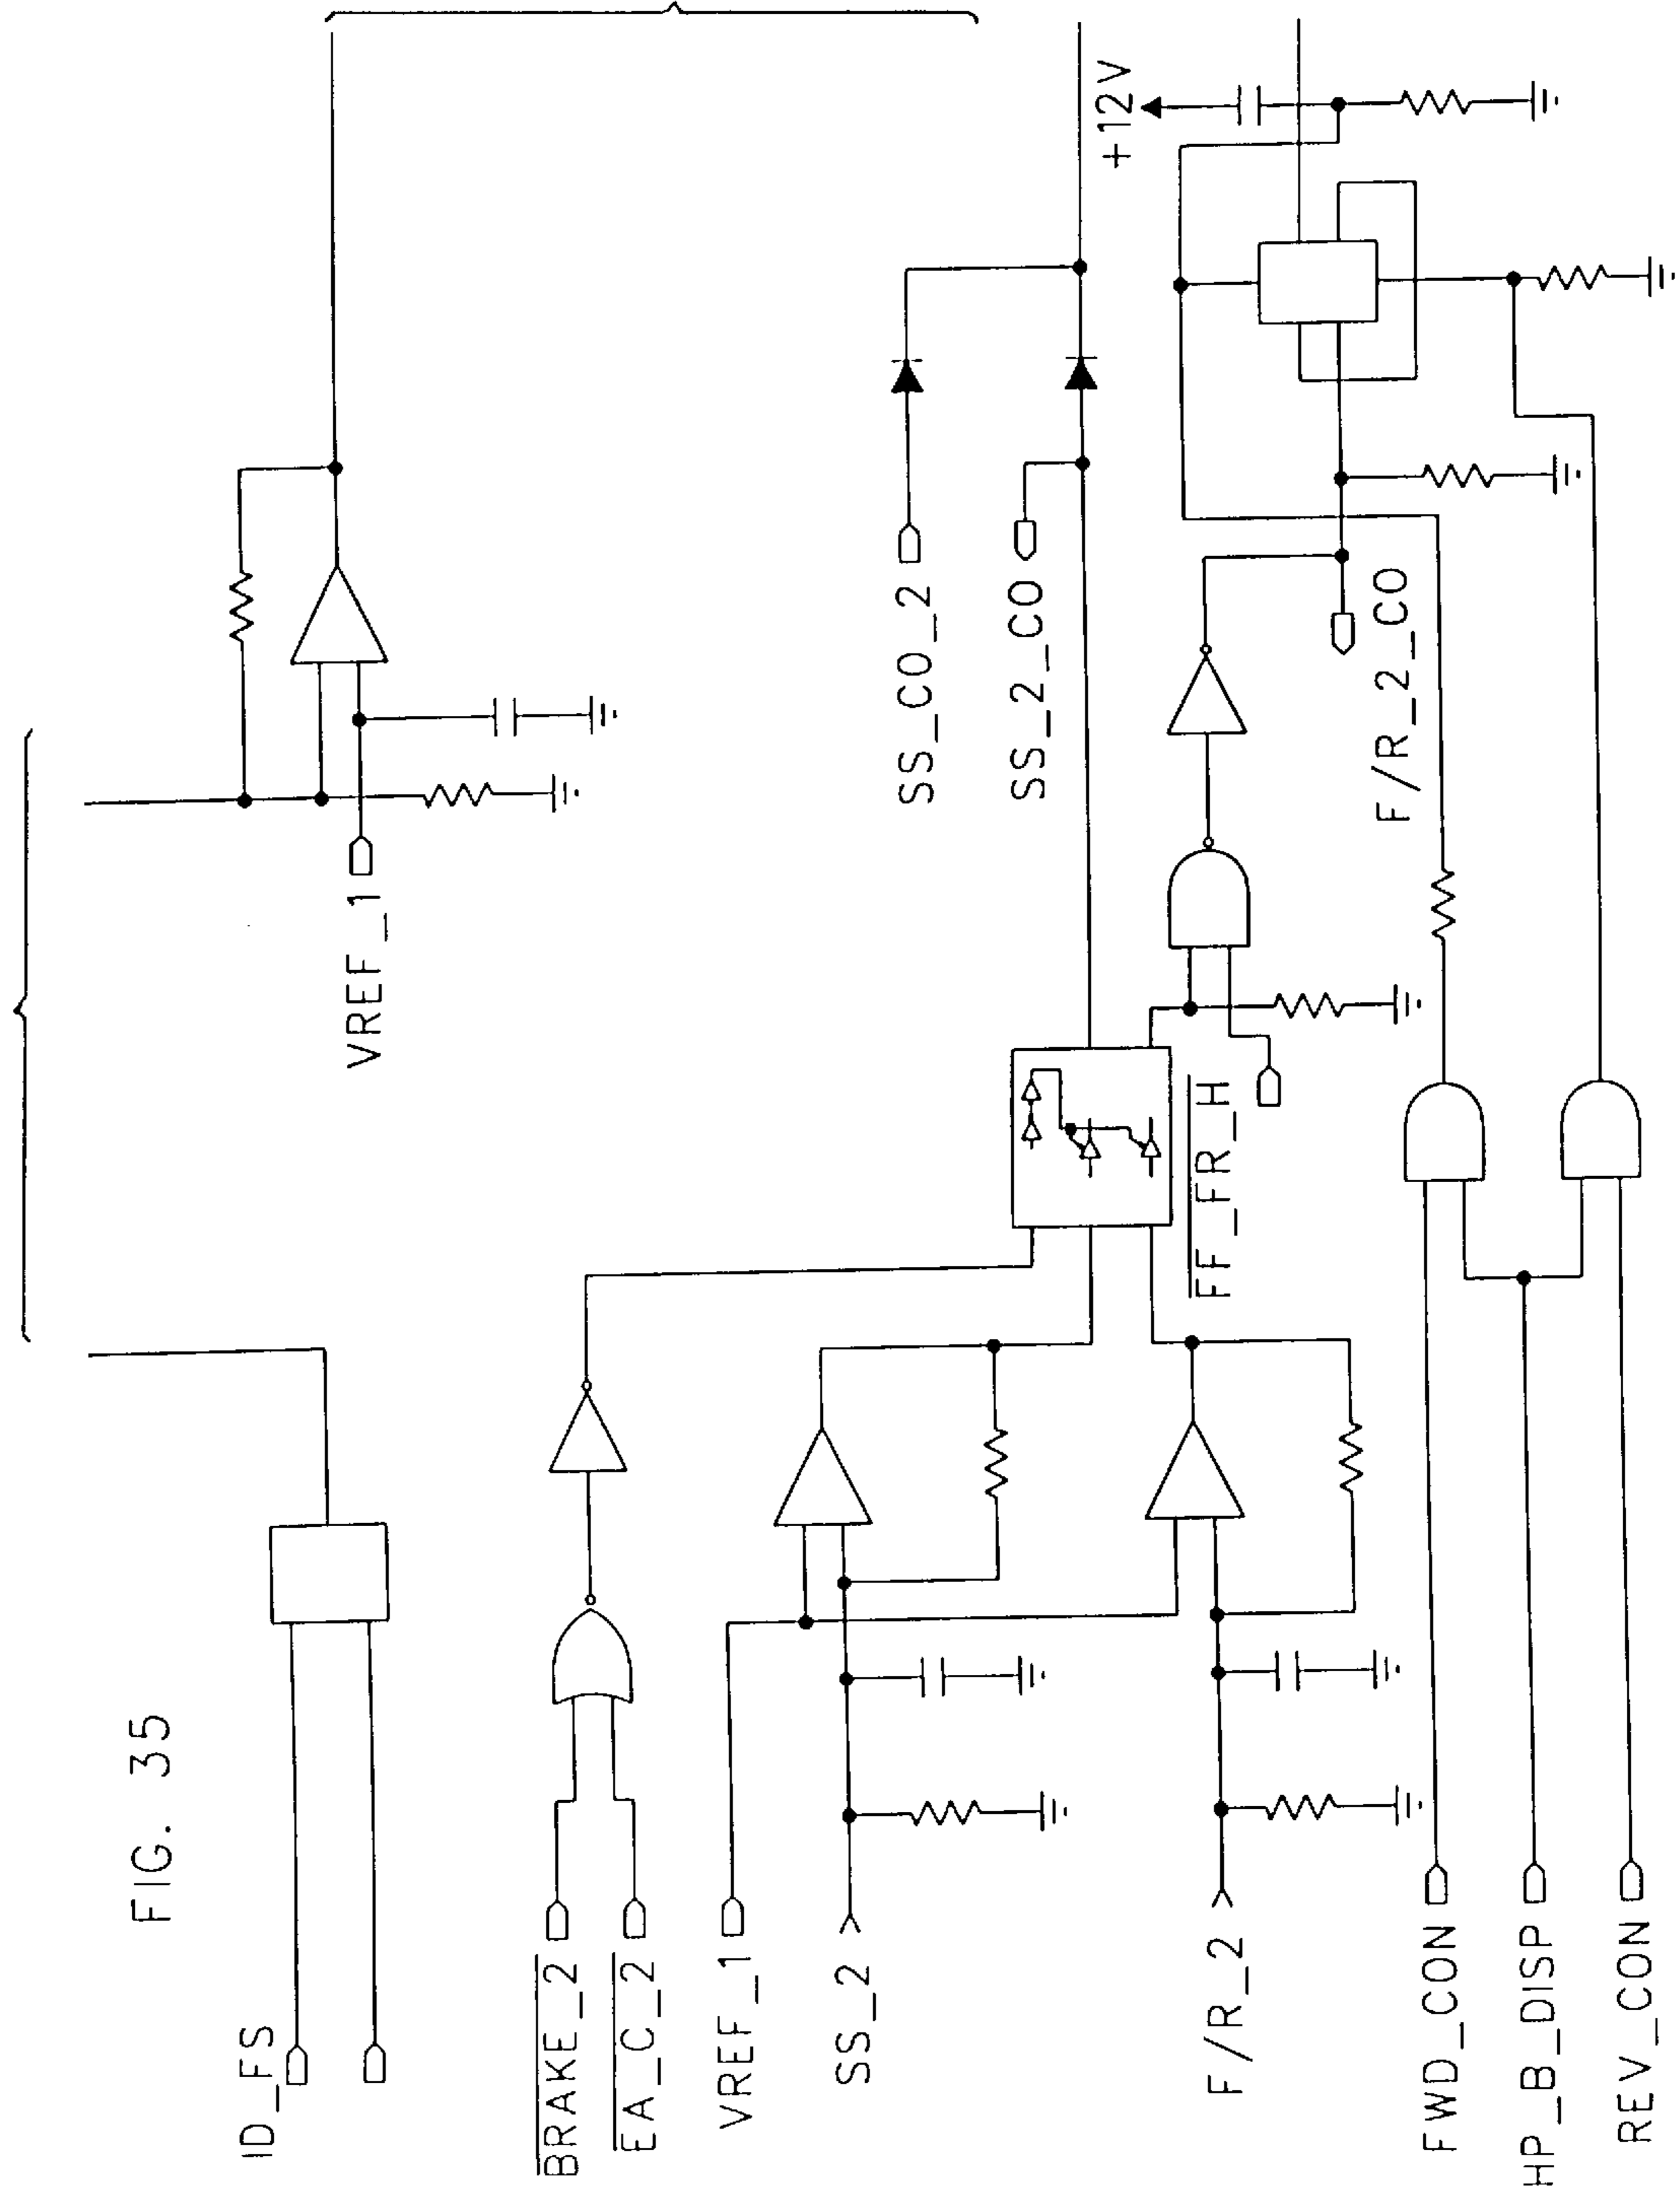 FIG. 35
ID_FS
BRAKE_2
EA_C_2
VREF_1
SS_2
F/R_2
FWD_CON
HP_B_DISP
REV_CON
FF_FR_H
VREF_1
SS_CO_2
SS_2_CO
F/R_2_CO
+12V